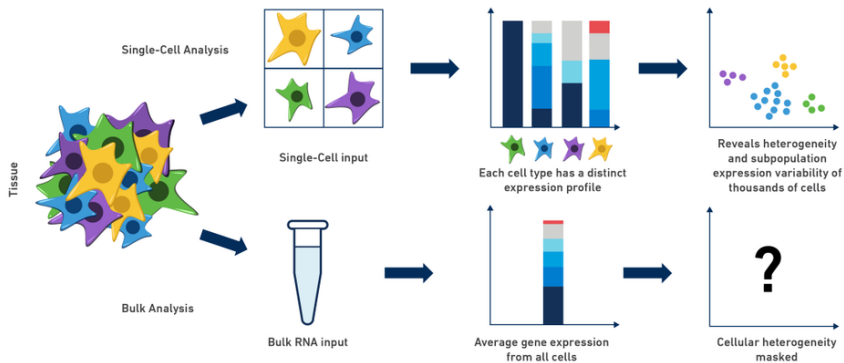 Single-Cell Analysis
Single-Cell input
Each cell type has a distinct
expression profile
Reveals heterogeneity
and subpopulation
expression variability of
thousands of cells
Tissue
Bulk Analysis
Bulk RNA input
Average gene expression
from all cells
?
Cellular heterogeneity
masked